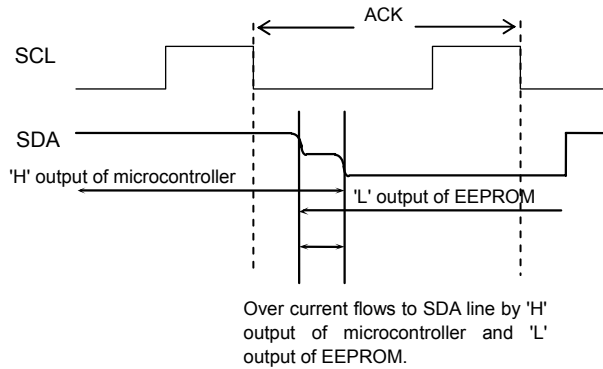 ACK
SCL
SDA
'H' output of microcontroller
'L' output of EEPROM
Over current flows to SDA line by 'H'
output of microcontroller and 'L'
output of EEPROM.